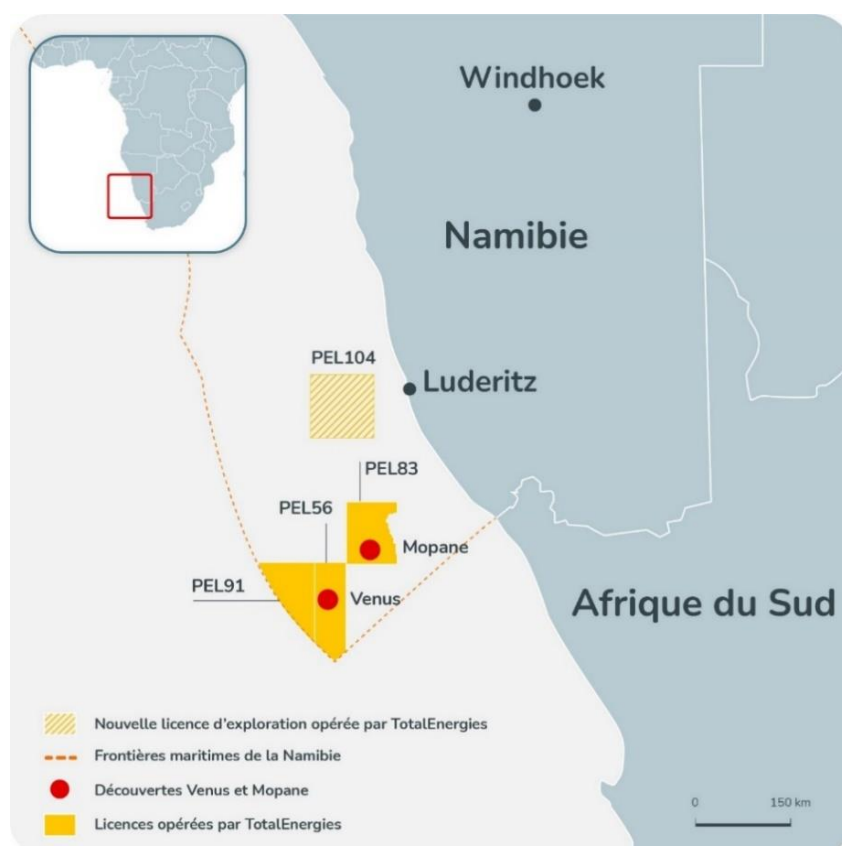 Windhoek
Namibie
PEL104
Luderitz
PEL83
PEL56
Mopane
PEL91
Venus
Afrique du Sud
Nouvelle licence d'exploration opérée par TotalEnergies
Frontières maritimes de la Namibie
Découvertes Venus et Mopane
Licences opérées par TotalEnergies
0 150 km